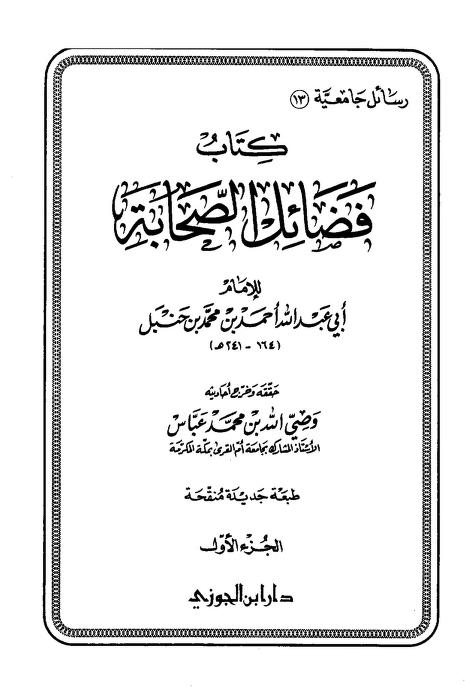 رسائل جامعية (١٣)
كتاب
فضائل الصحابة
للإمام
أبي عبد الله أحمد بن محمد بن حنبل
(١٦٤ - ٢٤١ هـ)
حققه وخرج أحاديثه
وصي الله بن محمد عباس
الأستاذ المشارك بجامعة أم القرى بمكة المكرمة
طبعة جديدة منقحة
الجزء الأول
دار ابن الجوزي